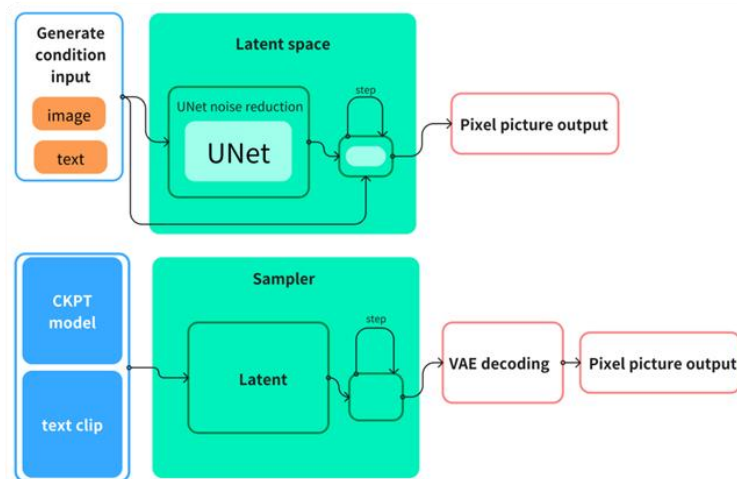 Generate
condition
input
image
text
Latent space
UNet noise reduction
UNet
step
Pixel picture output
CKPT
model
text clip
Sampler
Latent
step
VAE decoding
Pixel picture output